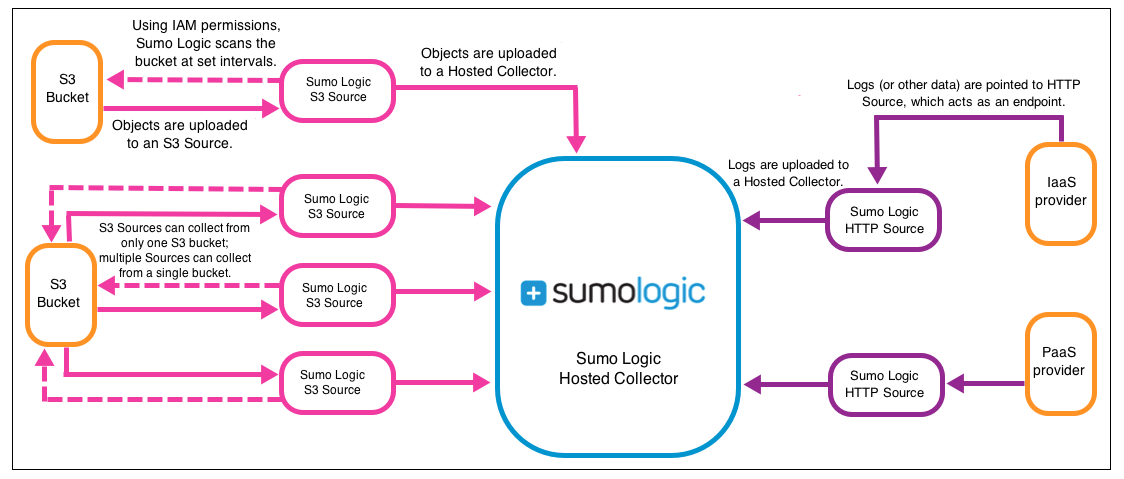 Using IAM permissions,
Sumo Logic scans the
bucket at set intervals.
S3
Bucket
Sumo Logic
S3 Source
Objects are uploaded
to a Hosted Collector.
Objects are uploaded
to an S3 Source.
Sumo Logic
S3 Source
S3 Sources can collect from
only one S3 bucket;
multiple Sources can collect
from a single bucket.
S3
Bucket
Sumo Logic
S3 Source
Sumo Logic
S3 Source
sumologic
Sumo Logic
Hosted Collector
Logs (or other data) are pointed to HTTP
Source, which acts as an endpoint.
Logs are uploaded to
a Hosted Collector.
Sumo Logic
HTTP Source
IaaS
provider
Sumo Logic
HTTP Source
PaaS
provider